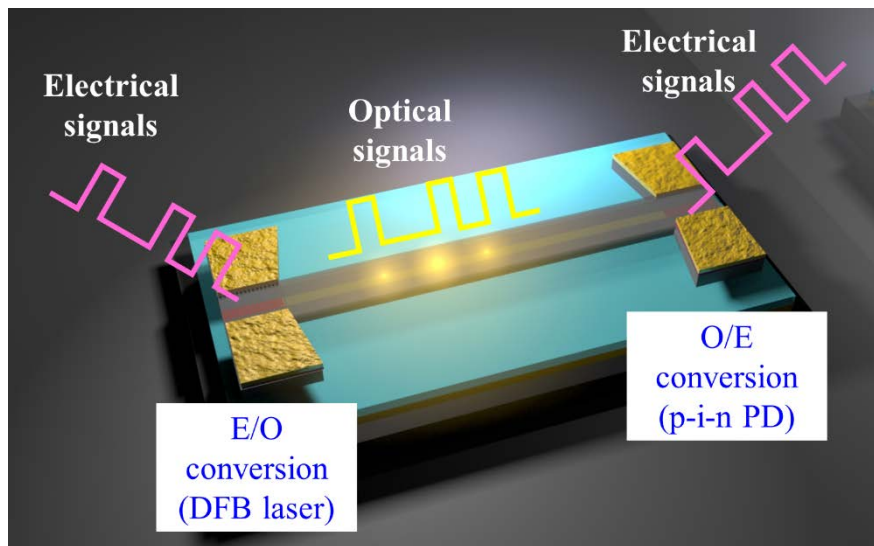 Electrical
signals
Optical
signals
Electrical
signals
E/O
conversion
(DFB laser)
O/E
conversion
(p-i-n PD)